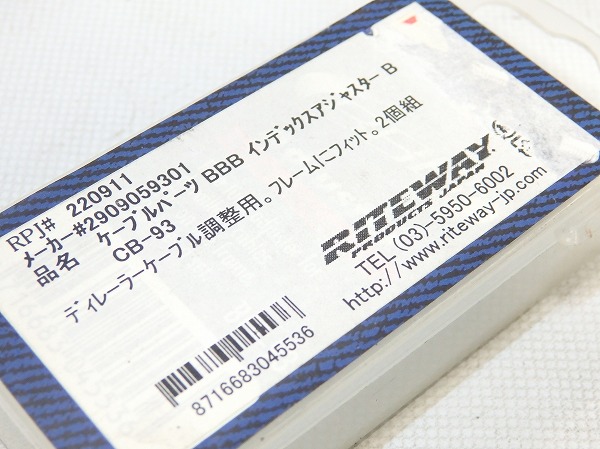 RPJ# 220911
メーカー#2909059301
品名 ケーブルパーツ BBB インデックスアジャスター B
CB-93
ディレーラーケーブル調整用。フレームにフィット。2個組
RITEWAY
PRODUCTS JAPAN
TEL (03)-5950-6002
http://www.riteway-jp.com
8716683045536